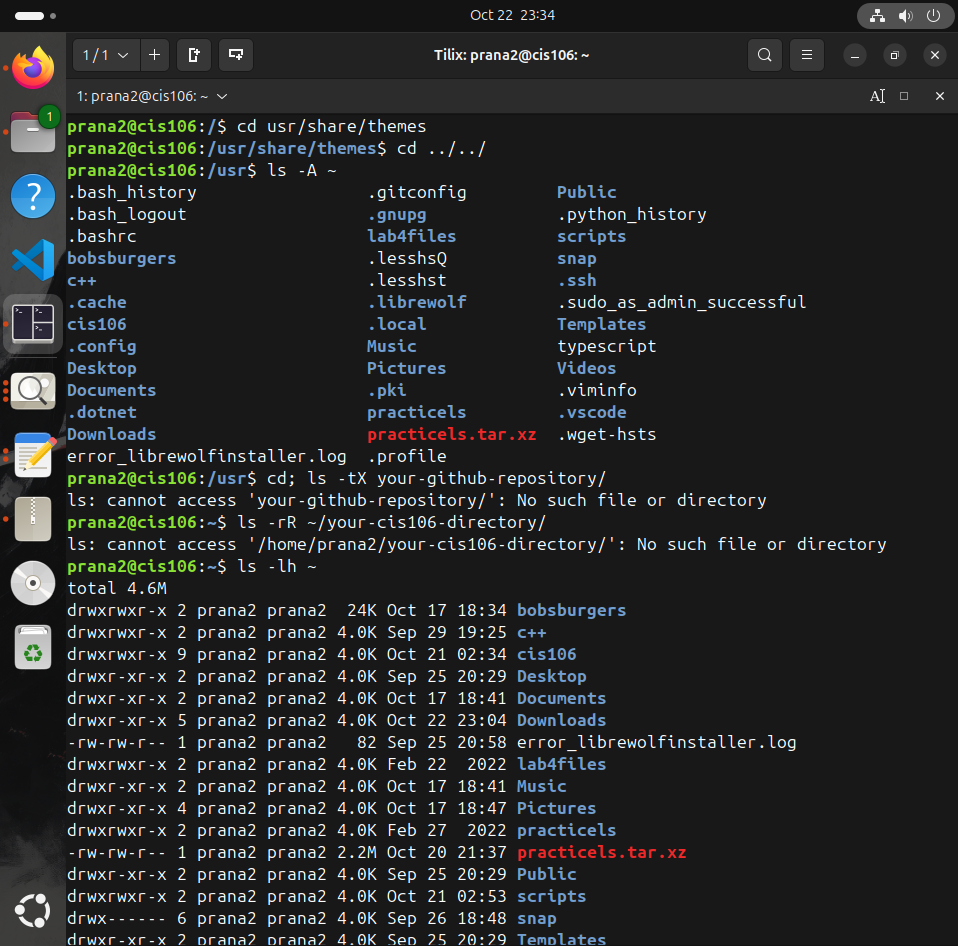 Oct 22 23:34
1 / 1
Tilix: prana2@cis106: ~
1: prana2@cis106: ~
1
prana2@cis106:/$ cd usr/share/themes
prana2@cis106:/usr/share/themes$ cd ../../
prana2@cis106:/usr$ ls -A ~
.bash_history .gitconfig Public
.bash_logout .gnupg .python_history
.bashrc lab4files scripts
bobsburgers .lesshsQ snap
c++ .lesshst .ssh
.cache .librewolf .sudo_as_admin_successful
cis106 .local Templates
.config Music typescript
Desktop Pictures Videos
Documents .pki .viminfo
.dotnet practicels .vscode
Downloads practicels.tar.xz .wget-hsts
error_librewolfinstaller.log .profile
prana2@cis106:/usr$ cd; ls -tX your-github-repository/
ls: cannot access 'your-github-repository/': No such file or directory
prana2@cis106:~$ ls -rR ~/your-cis106-directory/
ls: cannot access '/home/prana2/your-cis106-directory/': No such file or directory
prana2@cis106:~$ ls -lh ~
total 4.6M
drwxrwxr-x 2 prana2 prana2 24K Oct 17 18:34 bobsburgers
drwxrwxr-x 2 prana2 prana2 4.0K Sep 29 19:25 c++
drwxrwxr-x 9 prana2 prana2 4.0K Oct 21 02:34 cis106
drwxr-xr-x 2 prana2 prana2 4.0K Sep 25 20:29 Desktop
drwxr-xr-x 2 prana2 prana2 4.0K Oct 17 18:41 Documents
drwxr-xr-x 5 prana2 prana2 4.0K Oct 22 23:04 Downloads
-rw-rw-r-- 1 prana2 prana2 82 Sep 25 20:58 error_librewolfinstaller.log
drwxrwxr-x 2 prana2 prana2 4.0K Feb 22 2022 lab4files
drwxr-xr-x 2 prana2 prana2 4.0K Oct 17 18:41 Music
drwxr-xr-x 4 prana2 prana2 4.0K Oct 17 18:47 Pictures
drwxrwxr-x 2 prana2 prana2 4.0K Feb 27 2022 practicels
-rw-rw-r-- 1 prana2 prana2 2.2M Oct 20 21:37 practicels.tar.xz
drwxr-xr-x 2 prana2 prana2 4.0K Sep 25 20:29 Public
drwxrwxr-x 2 prana2 prana2 4.0K Oct 21 02:53 scripts
drwx------ 6 prana2 prana2 4.0K Sep 26 18:48 snap
drwxr-xr-x 2 prana2 prana2 4.0K Sep 25 20:29 Templates